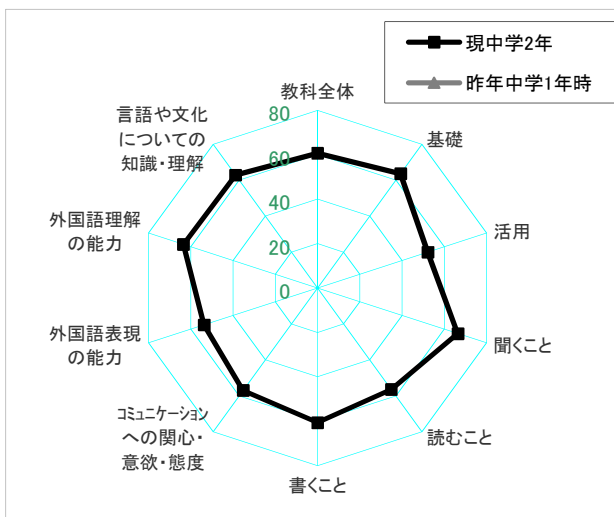 現中学2年
昨年中学1年時
教科全体
基礎
活用
聞くこと
読むこと
書くこと
コミュニケーション
への関心・
意欲・態度
外国語表現
の能力
外国語理解
の能力
言語や文化
についての
知識・理解
80
60
40
20
0